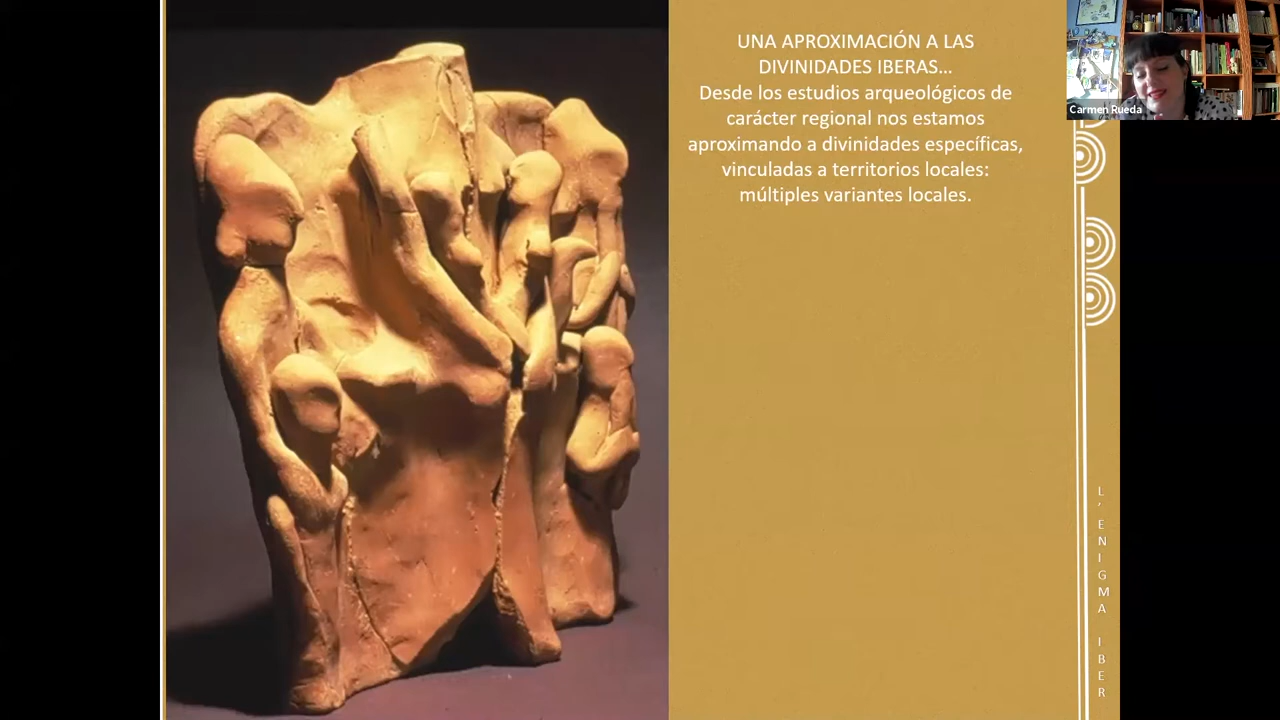 UNA APROXIMACIÓN A LAS
DIVINIDADES IBERAS...
Desde los estudios arqueológicos de
carácter regional nos estamos
aproximando a divinidades específicas,
vinculadas a territorios locales:
múltiples variantes locales.
Carmen Rueda
L'ENIGMA IBER